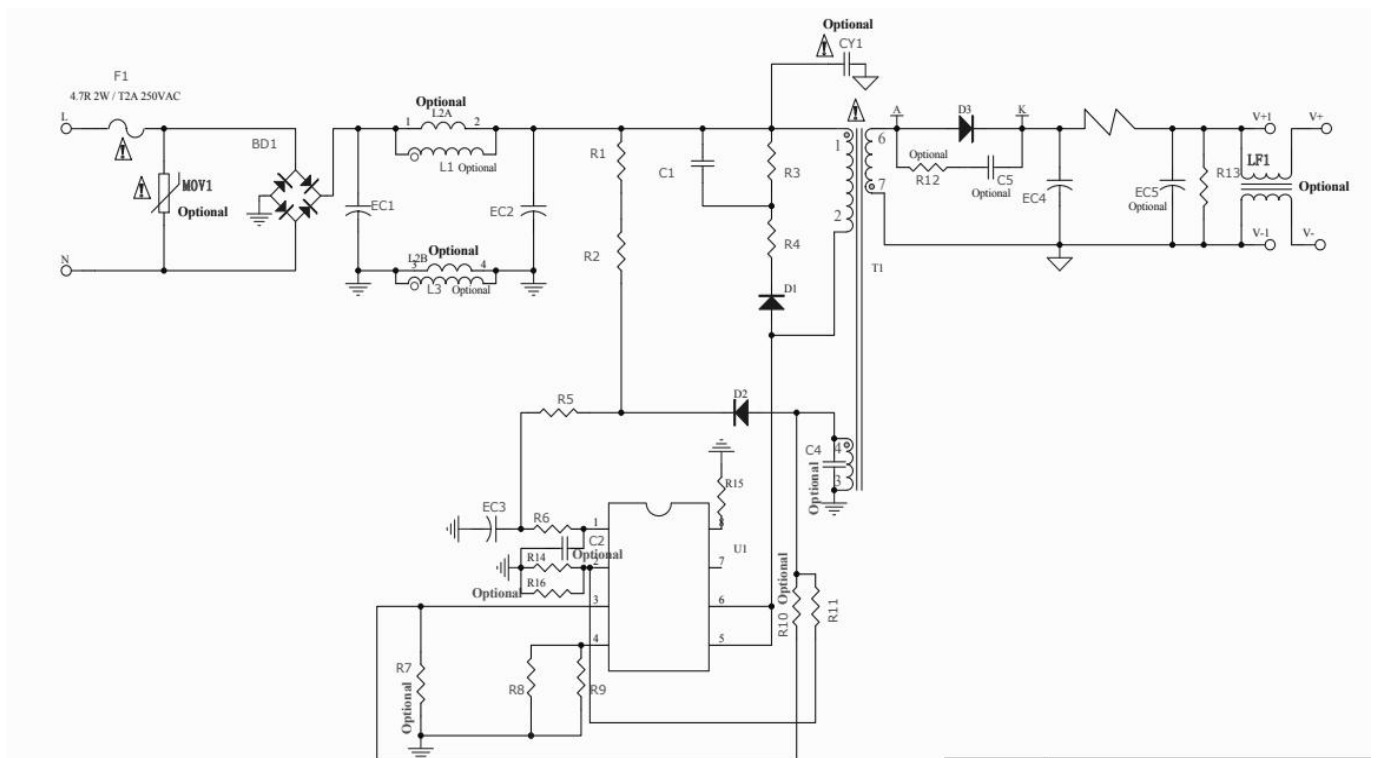 Optional
CY1
F1
4.7R 2W / T2A 250VAC
L
BD1
MOV1
Optional
N
Optional
L2A
1 2
L1 Optional
EC1
EC2
Optional
L2B
3 4
L3 Optional
R1
R2
C1
R3
R4
D1
1
2
6
7
T1
A
D3
K
Optional
R12
C5
Optional
EC4
EC5
Optional
R13
V+1
V+
LF1
Optional
V-1
V-
R5
D2
C4
Optional
4
3
R15
EC3
R6
1
8
C2
Optional
U1
R14
2
7
R16
Optional
3
6
4
5
R7
Optional
R8
R9
R10
Optional
R11